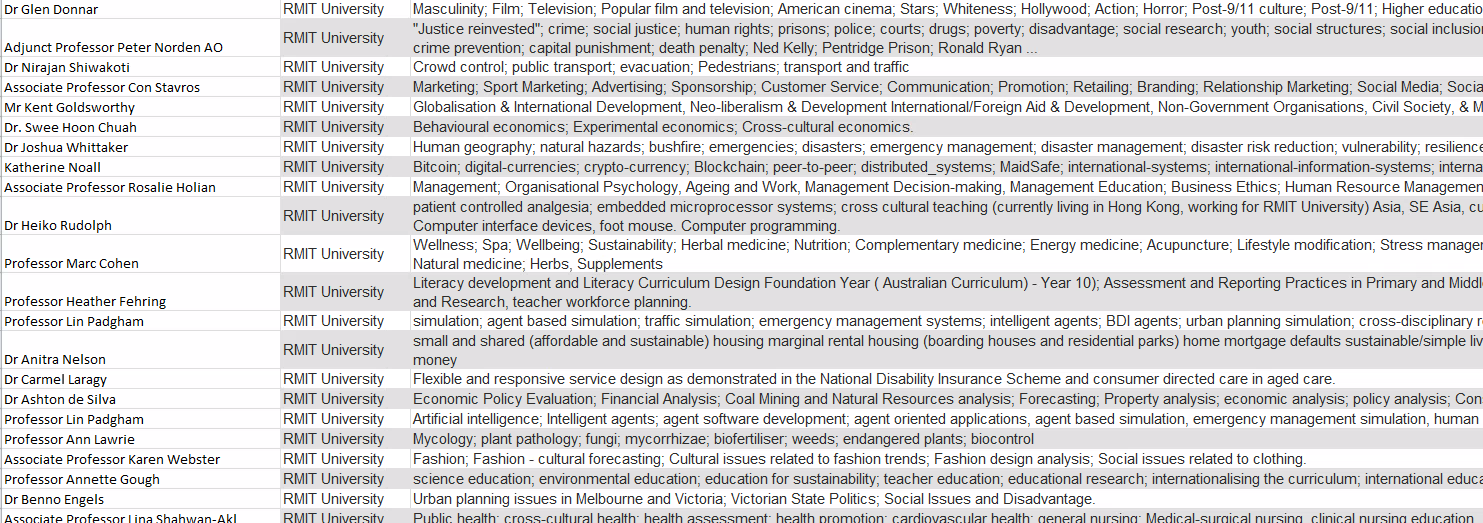 Dr Glen Donnar RMIT University Masculinity; Film; Television; Popular film and television; American cinema; Stars; Whiteness; Hollywood; Action; Horror; Post-9/11 culture; Post-9/11; Higher educatio
"Justice reinvested"; crime; social justice; human rights; prisons; police; courts; drugs; poverty; disadvantage; social research; youth; social structures; social inclusion
Adjunct Professor Peter Norden AO RMIT University crime prevention; capital punishment; death penalty; Ned Kelly; Pentridge Prison; Ronald Ryan ...
Dr Nirajan Shiwakoti RMIT University Crowd control; public transport; evacuation; Pedestrians; transport and traffic
Associate Professor Con Stavros RMIT University Marketing; Sport Marketing; Advertising; Sponsorship; Customer Service; Communication; Promotion; Retailing; Branding; Relationship Marketing; Social Media; Socia
Mr Kent Goldsworthy RMIT University Globalisation & International Development, Neo-liberalism & Development International/Foreign Aid & Development, Non-Government Organisations, Civil Society, & M
Dr. Swee Hoon Chuah RMIT University Behavioural economics; Experimental economics; Cross-cultural economics.
Dr Joshua Whittaker RMIT University Human geography; natural hazards; bushfire; emergencies; disasters; emergency management; disaster management; disaster risk reduction; vulnerability; resilience
Katherine Noall RMIT University Bitcoin; digital-currencies; crypto-currency; Blockchain; peer-to-peer; distributed_systems; MaidSafe; international-systems; international-information-systems; interna
Associate Professor Rosalie Holian RMIT University Management; Organisational Psychology, Ageing and Work, Management Decision-making, Management Education; Business Ethics; Human Resource Managemen
patient controlled analgesia; embedded microprocessor systems; cross cultural teaching (currently living in Hong Kong, working for RMIT University) Asia, SE Asia, cu
Dr Heiko Rudolph RMIT University Computer interface devices, foot mouse. Computer programming.
Wellness; Spa; Wellbeing; Sustainability; Herbal medicine; Nutrition; Complementary medicine; Energy medicine; Acupuncture; Lifestyle modification; Stress manager
Professor Marc Cohen RMIT University Natural medicine; Herbs, Supplements
Literacy development and Literacy Curriculum Design Foundation Year ( Australian Curriculum) - Year 10); Assessment and Reporting Practices in Primary and Middl
Professor Heather Fehring RMIT University and Research, teacher workforce planning.
Professor Lin Padgham RMIT University simulation; agent based simulation; traffic simulation; emergency management systems; intelligent agents; BDI agents; urban planning simulation; cross-disciplinary r
small and shared (affordable and sustainable) housing marginal rental housing (boarding houses and residential parks) home mortgage defaults sustainable/simple liv
Dr Anitra Nelson RMIT University money
Dr Carmel Laragy RMIT University Flexible and responsive service design as demonstrated in the National Disability Insurance Scheme and consumer directed care in aged care.
Dr Ashton de Silva RMIT University Economic Policy Evaluation; Financial Analysis; Coal Mining and Natural Resources analysis; Forecasting; Property analysis; economic analysis; policy analysis; Con
Professor Lin Padgham RMIT University Artificial intelligence; Intelligent agents; agent software development; agent oriented applications, agent based simulation, emergency management simulation, human
Professor Ann Lawrie RMIT University Mycology; plant pathology; fungi; mycorrhizae; biofertiliser; weeds; endangered plants; biocontrol
Associate Professor Karen Webster RMIT University Fashion; Fashion - cultural forecasting; Cultural issues related to fashion trends; Fashion design analysis; Social issues related to clothing.
Professor Annette Gough RMIT University science education; environmental education; education for sustainability; teacher education; educational research; internationalising the curriculum; international educa
Dr Benno Engels RMIT University Urban planning issues in Melbourne and Victoria; Victorian State Politics; Social Issues and Disadvantage.
Associate Professor Lina Shahwan-Akl RMIT University Public health; cross-cultural health; health assessment; health promotion; cardiovascular health; general nursing; Medical-surgical nursing, clinical nursing education